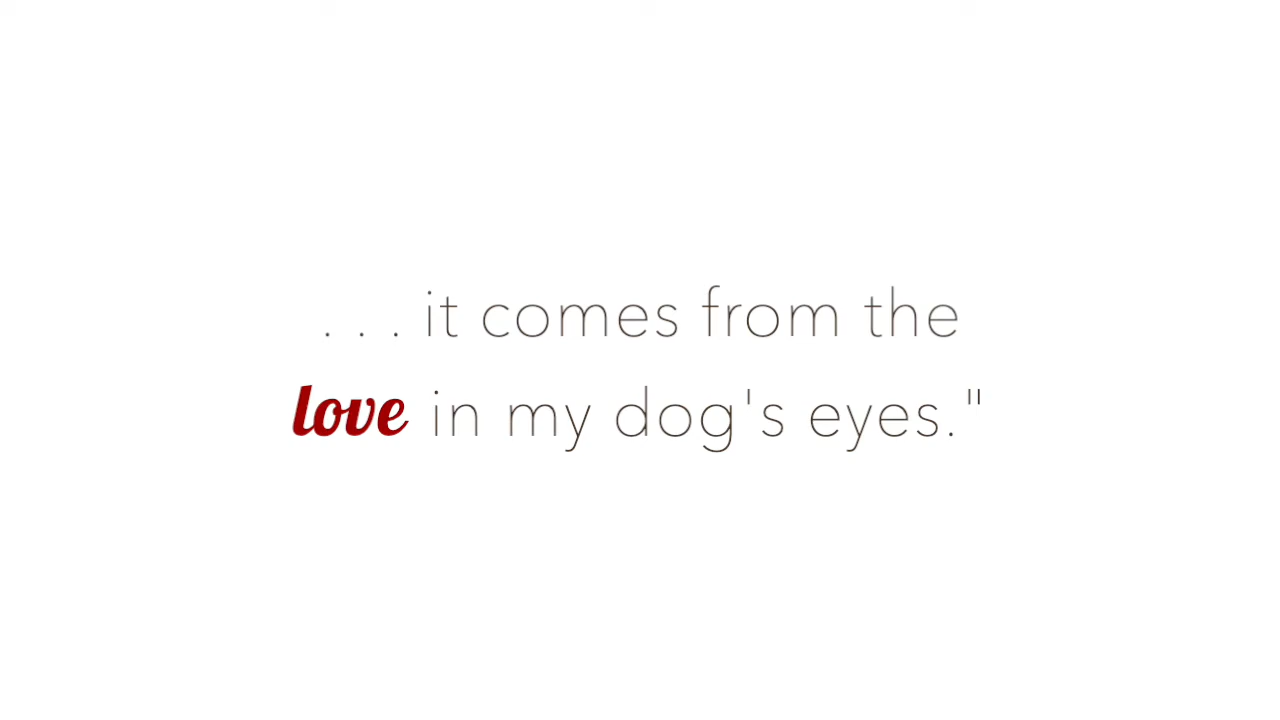 . . . it comes from the
love in my dog's eyes."